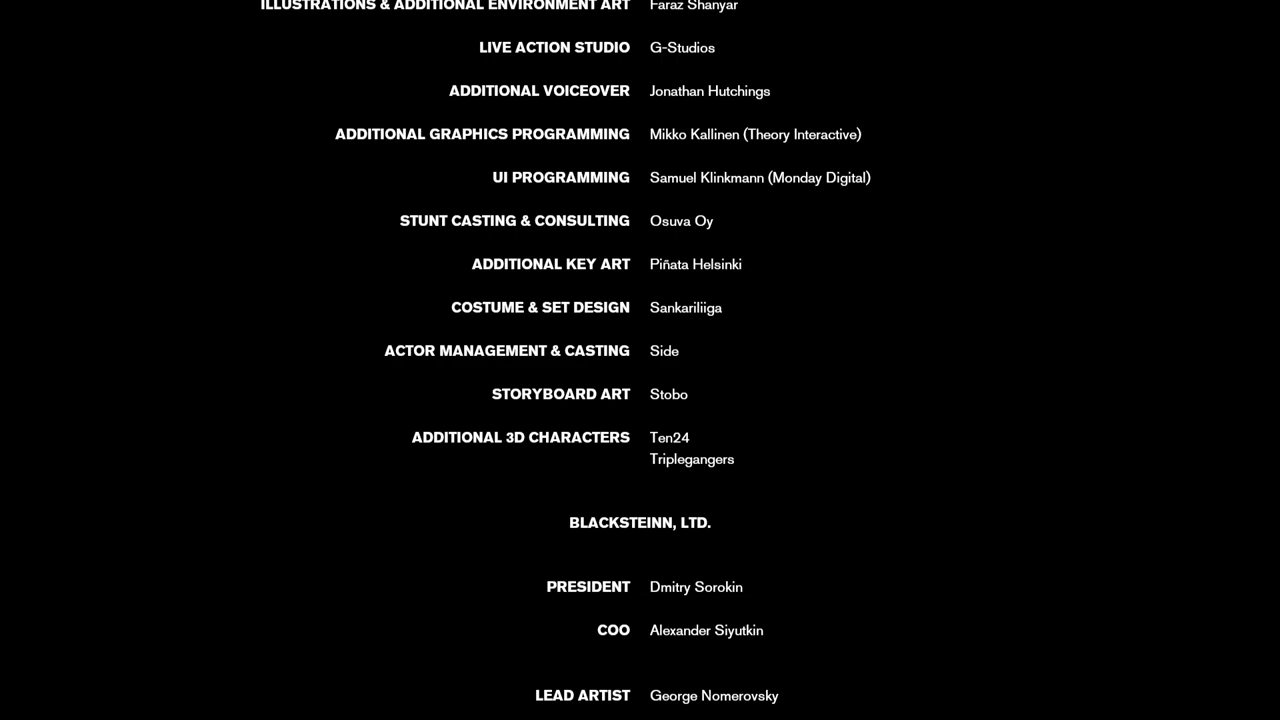 ILLUSTRATIONS & ADDITIONAL ENVIRONMENT ART Faraz Shanyar
LIVE ACTION STUDIO G-Studios
ADDITIONAL VOICEOVER Jonathan Hutchings
ADDITIONAL GRAPHICS PROGRAMMING Mikko Kallinen (Theory Interactive)
UI PROGRAMMING Samuel Klinkmann (Monday Digital)
STUNT CASTING & CONSULTING Osuva Oy
ADDITIONAL KEY ART Piñata Helsinki
COSTUME & SET DESIGN Sankariliiga
ACTOR MANAGEMENT & CASTING Side
STORYBOARD ART Stobo
ADDITIONAL 3D CHARACTERS Ten24
Triplegangers
BLACKSTEINN, LTD.
PRESIDENT Dmitry Sorokin
COO Alexander Siyutkin
LEAD ARTIST George Nomerovsky